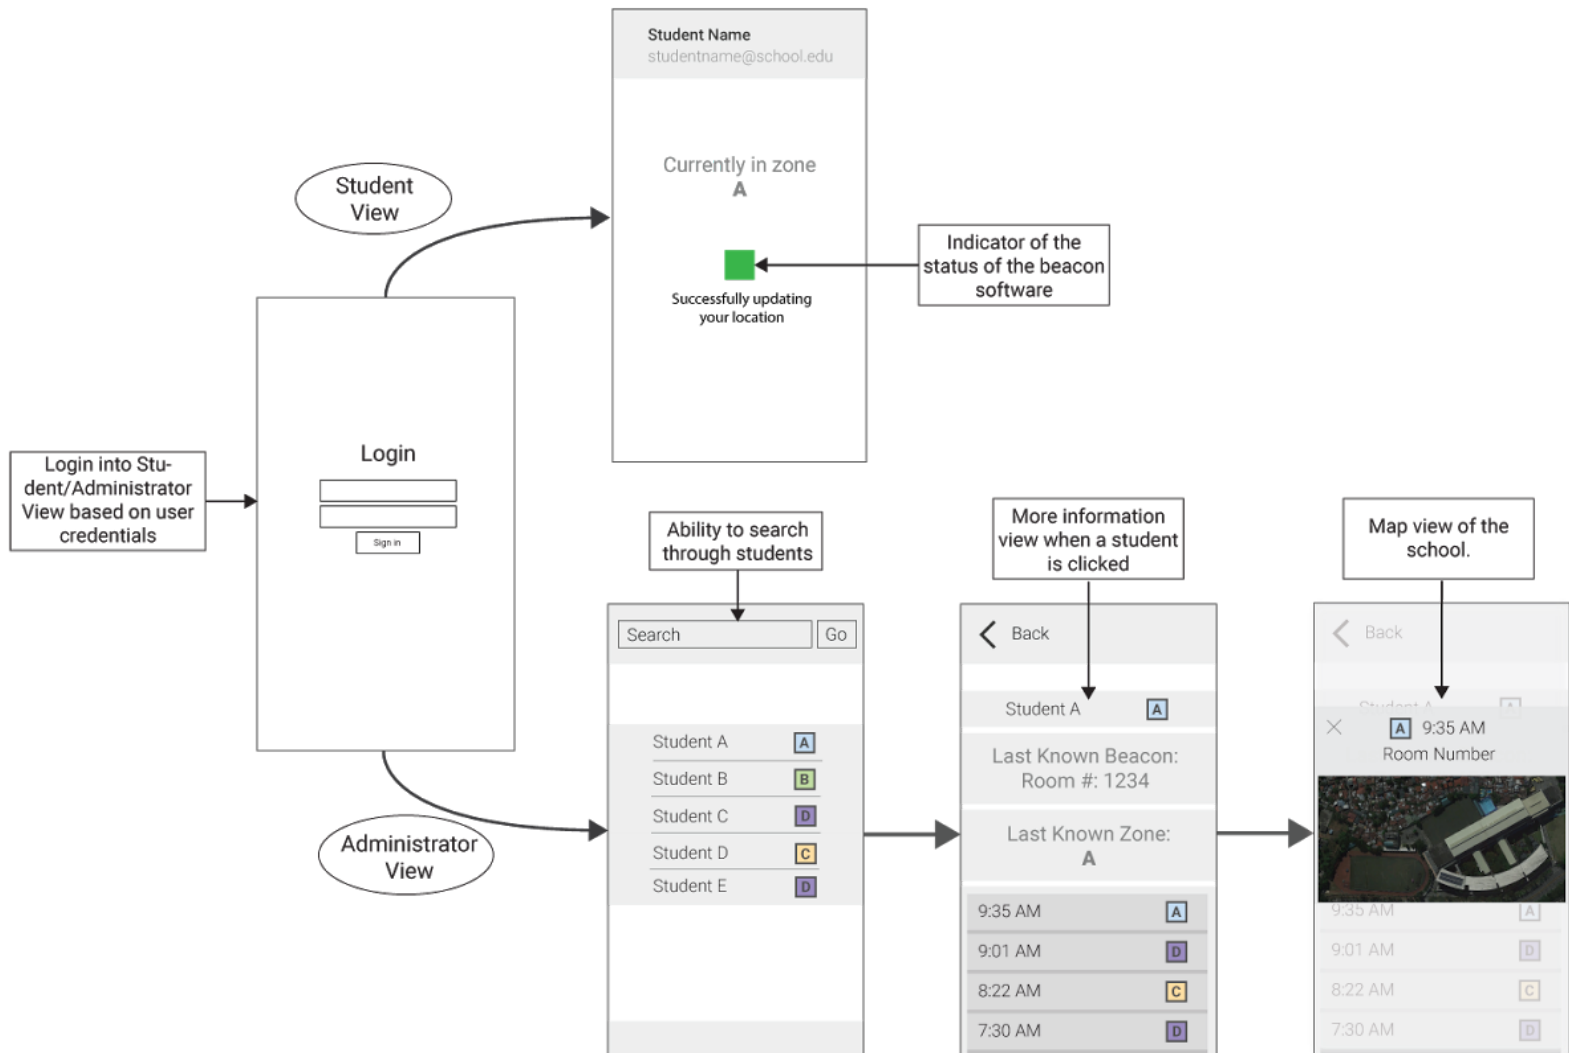 Student Name
studentname@school.edu
Currently in zone
A
Successfully updating
your location
Indicator of the
status of the beacon
software
Student
View
Login into Stu-
dent/Administrator
View based on user
credentials
Login
Sign in
Administrator
View
Ability to search
through students
Search
Go
Student A
A
Student B
B
Student C
D
Student D
C
Student E
D
More information
view when a student
is clicked
Back
Student A
A
Last Known Beacon:
Room #: 1234
Last Known Zone:
A
9:35 AM
A
9:01 AM
D
8:22 AM
C
7:30 AM
D
Map view of the
school.
Back
Student A
A
A 9:35 AM
Room Number
9:35 AM
A
9:01 AM
D
8:22 AM
C
7:30 AM
D